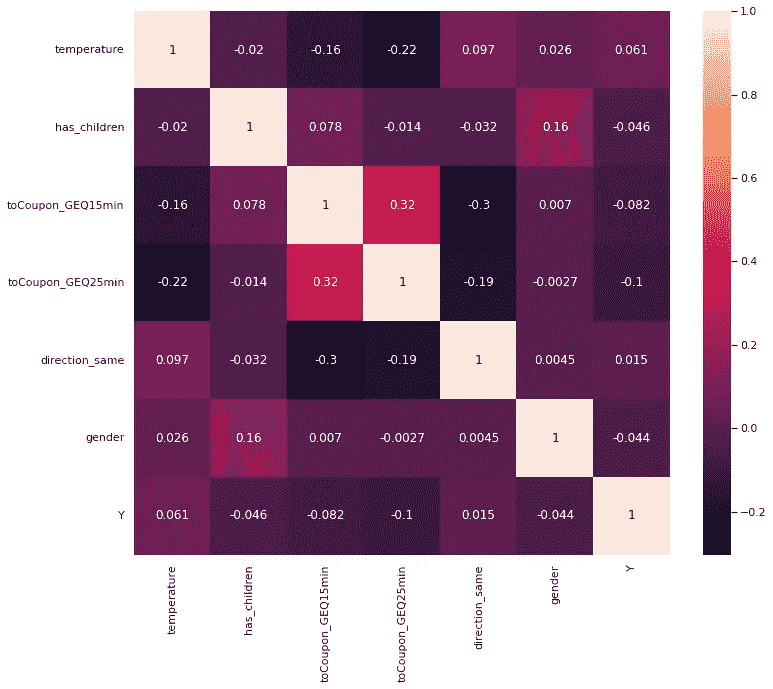 temperature 1 -0.02 -0.16 -0.22 0.097 0.026 0.061
has_children -0.02 1 0.078 -0.014 -0.032 0.16 -0.046
toCoupon_GEQ15min -0.16 0.078 1 0.32 -0.3 0.007 -0.082
toCoupon_GEQ25min -0.22 -0.014 0.32 1 -0.19 -0.0027 -0.1
direction_same 0.097 -0.032 -0.3 -0.19 1 0.0045 0.015
gender 0.026 0.16 0.007 -0.0027 0.0045 1 -0.044
Y 0.061 -0.046 -0.082 -0.1 0.015 -0.044 1
temperature
has_children
toCoupon_GEQ15min
toCoupon_GEQ25min
direction_same
gender
Y
1.0
0.8
0.6
0.4
0.2
0.0
−0.2